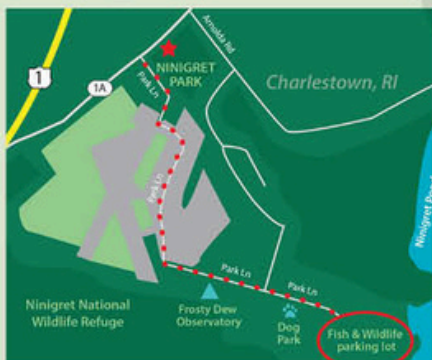 Arnolda Rd
1
NINIGRET
PARK
1A
Park Ln
Charlestown, RI
Park Ln
Ninigret Pond
Park Ln
Park Ln
Ninigret National
Wildlife Refuge
Frosty Dew
Observatory
Dog
Park
Fish & Wildlife
parking lot